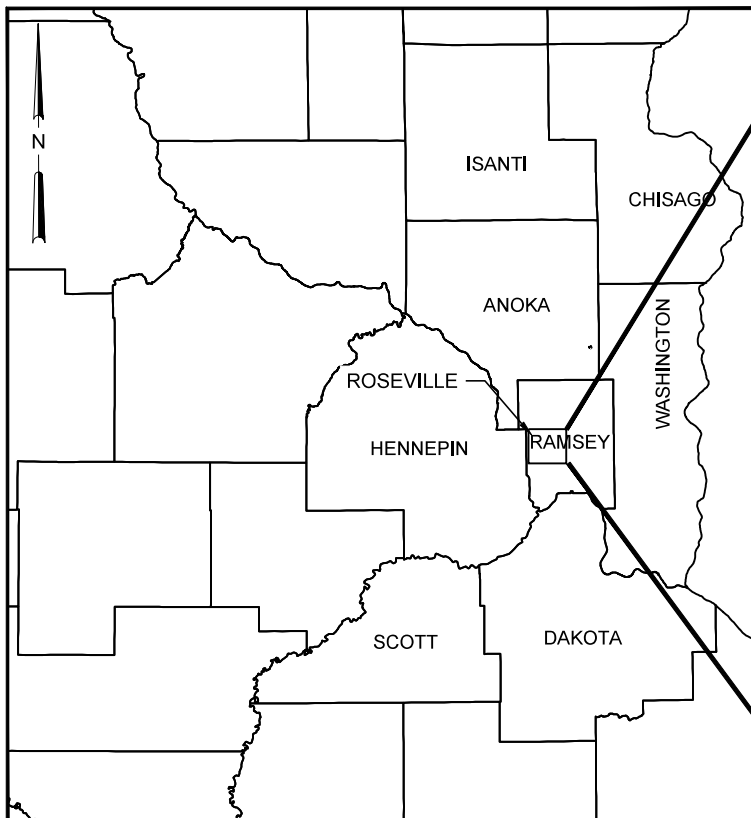 N
ISANTI
CHISAGO
ANOKA
WASHINGTON
ROSEVILLE
RAMSEY
HENNEPIN
SCOTT
DAKOTA